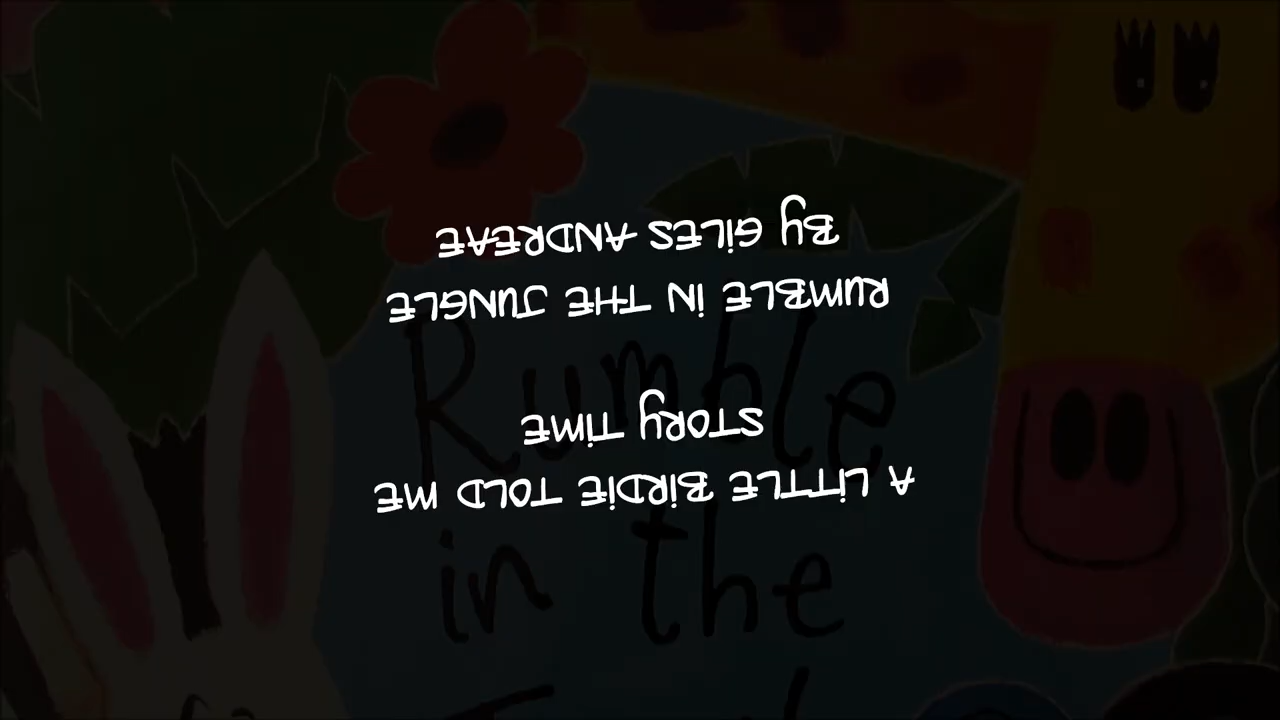 A LITTLE BIRDIE TOLD ME
STORY TIME
RUMBLE IN THE JUNGLE
BY GILES ANDREAE
Rumble
in the